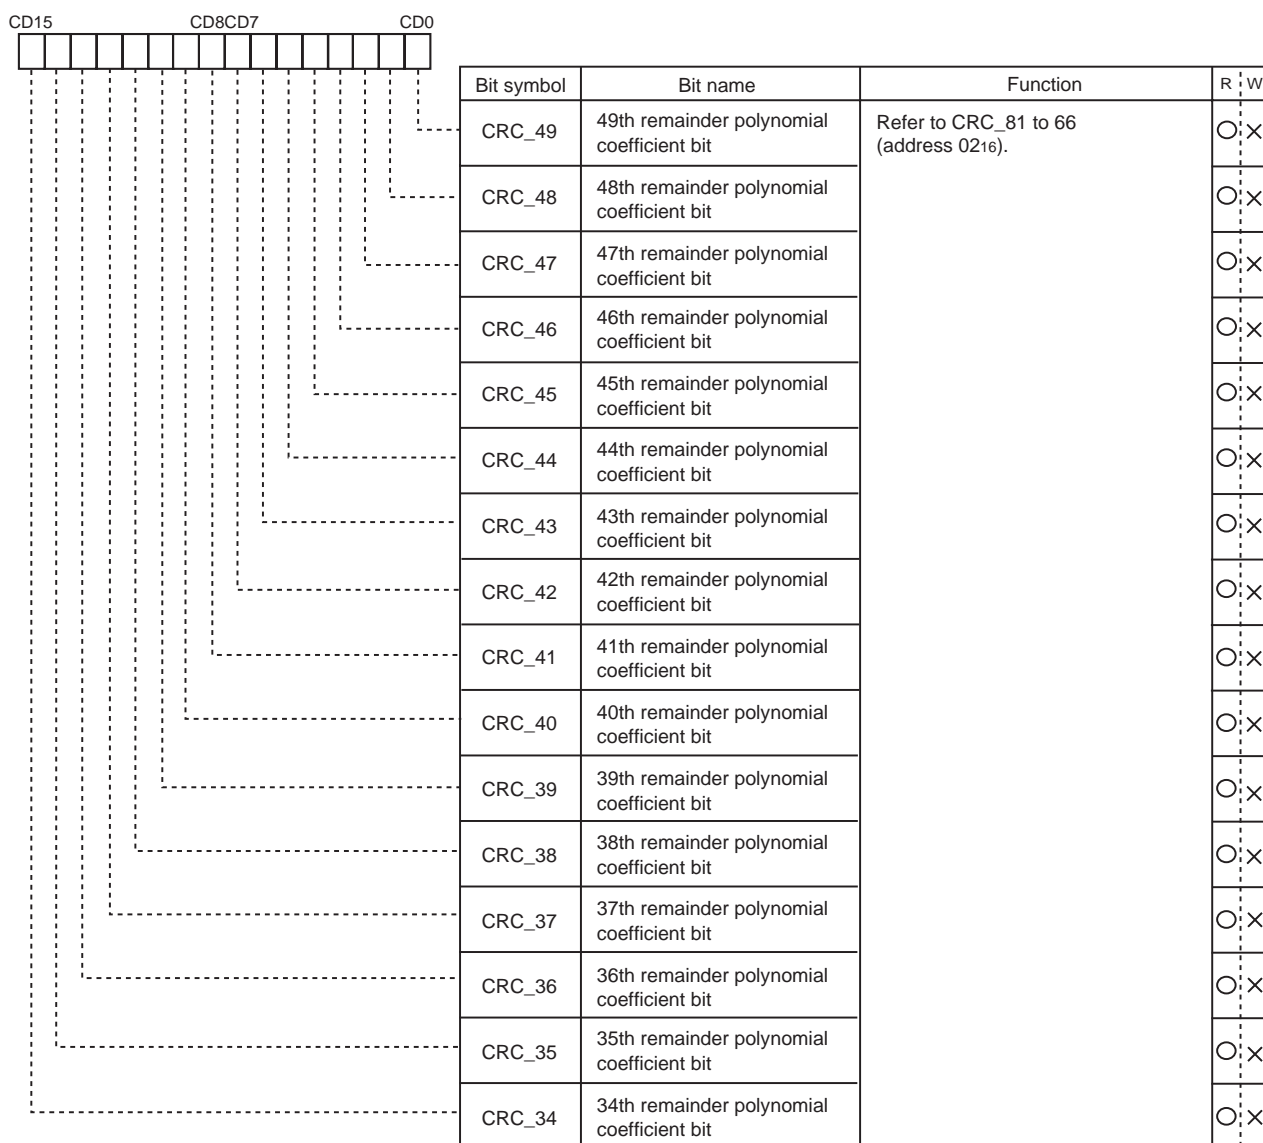 CD15 CD8CD7 CD0
Bit symbol Bit name Function R W
CRC_49 49th remainder polynomial coefficient bit Refer to CRC_81 to 66 (address 0216). ○ ×
CRC_48 48th remainder polynomial coefficient bit ○ ×
CRC_47 47th remainder polynomial coefficient bit ○ ×
CRC_46 46th remainder polynomial coefficient bit ○ ×
CRC_45 45th remainder polynomial coefficient bit ○ ×
CRC_44 44th remainder polynomial coefficient bit ○ ×
CRC_43 43th remainder polynomial coefficient bit ○ ×
CRC_42 42th remainder polynomial coefficient bit ○ ×
CRC_41 41th remainder polynomial coefficient bit ○ ×
CRC_40 40th remainder polynomial coefficient bit ○ ×
CRC_39 39th remainder polynomial coefficient bit ○ ×
CRC_38 38th remainder polynomial coefficient bit ○ ×
CRC_37 37th remainder polynomial coefficient bit ○ ×
CRC_36 36th remainder polynomial coefficient bit ○ ×
CRC_35 35th remainder polynomial coefficient bit ○ ×
CRC_34 34th remainder polynomial coefficient bit ○ ×